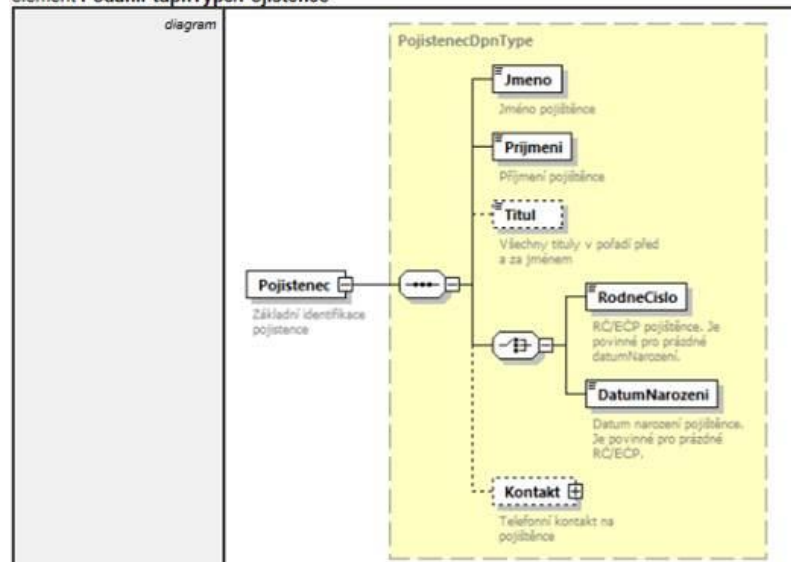 element
diagram
PojistenecDpnType
Jmeno
Jméno pojištěnce
Prijmeni
Příjmení pojištěnce
Titul
Všechny tituly v pořadí před
a za jménem
Pojistenec
Základní identifikace
pojistence
RodneCislo
RČ/EČP pojištěnce. Je
povinné pro prázdné
datumNarození.
DatumNarozeni
Datum narození pojištěnce.
Je povinné pro prázdné
RČ/EČP.
Kontakt
Telefonní kontakt na
pojištěnce